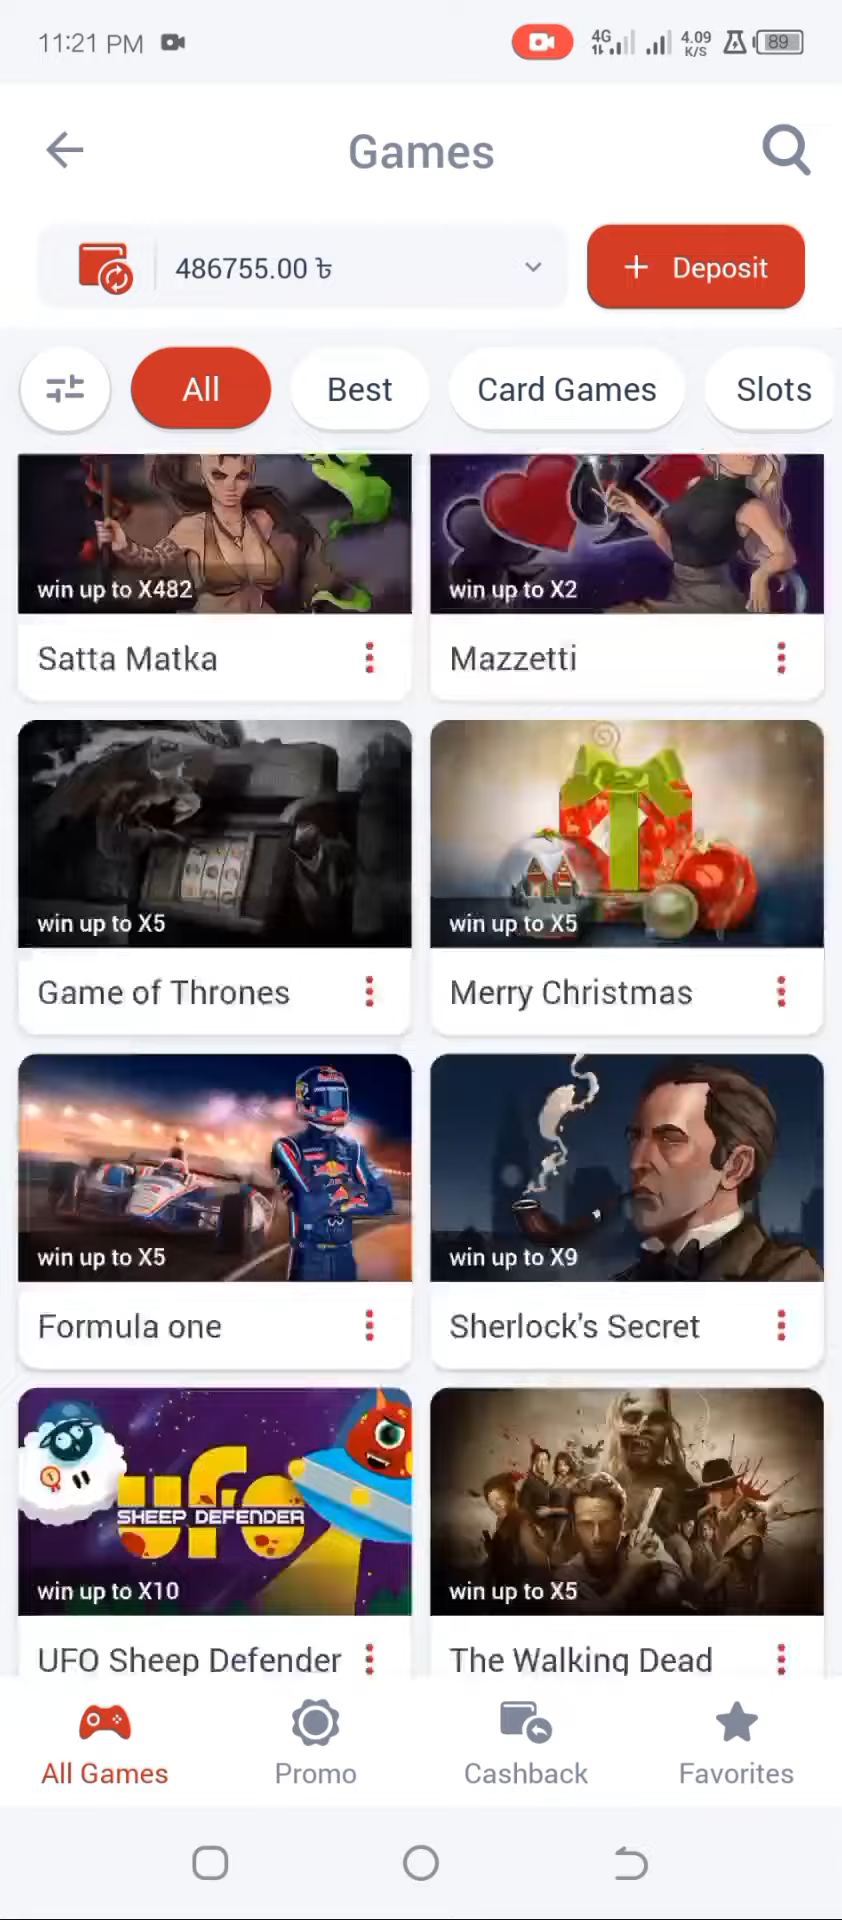 11:21 PM
4G
4.09
K/S
89
Games
486755.00 ৳
+ Deposit
All
Best
Card Games
Slots
win up to X482
win up to X2
Satta Matka
Mazzetti
win up to X5
win up to X5
Game of Thrones
Merry Christmas
win up to X5
win up to X9
Formula one
Sherlock's Secret
ufo
SHEEP DEFENDER
win up to X10
win up to X5
UFO Sheep Defender
The Walking Dead
All Games
Promo
Cashback
Favorites